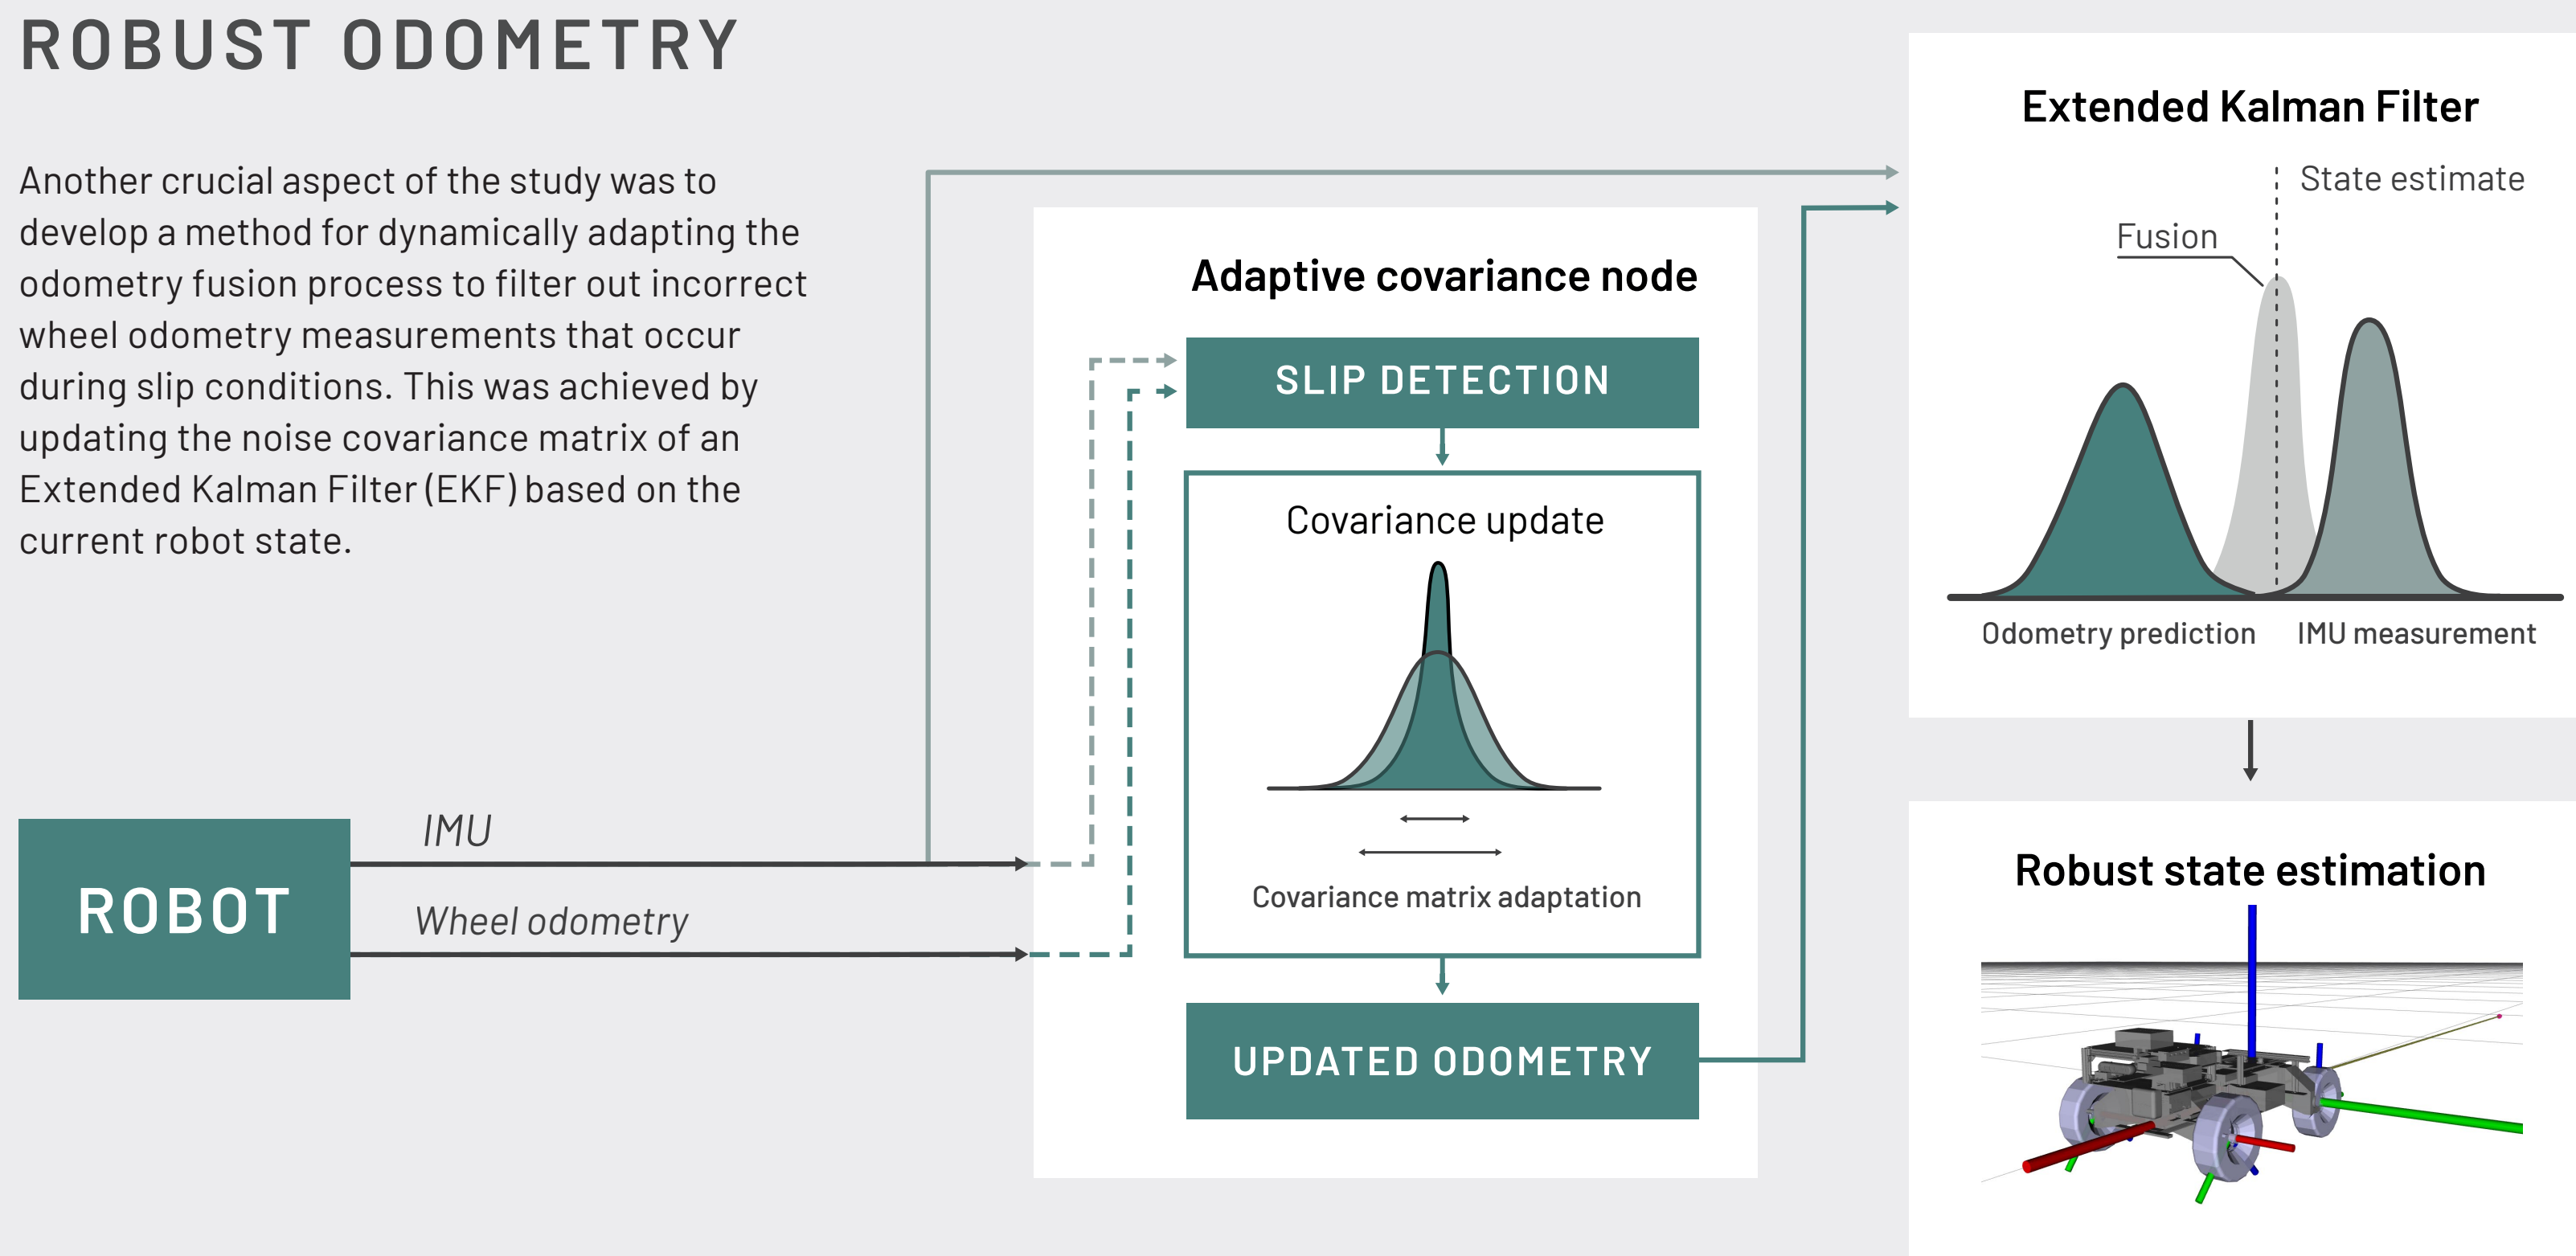 ROBUST ODOMETRY
Another crucial aspect of the study was to
develop a method for dynamically adapting the
odometry fusion process to filter out incorrect
wheel odometry measurements that occur
during slip conditions. This was achieved by
updating the noise covariance matrix of an
Extended Kalman Filter (EKF) based on the
current robot state.
ROBOT
IMU
Wheel odometry
Adaptive covariance node
SLIP DETECTION
Covariance update
Covariance matrix adaptation
UPDATED ODOMETRY
Extended Kalman Filter
State estimate
Fusion
Odometry prediction
IMU measurement
Robust state estimation